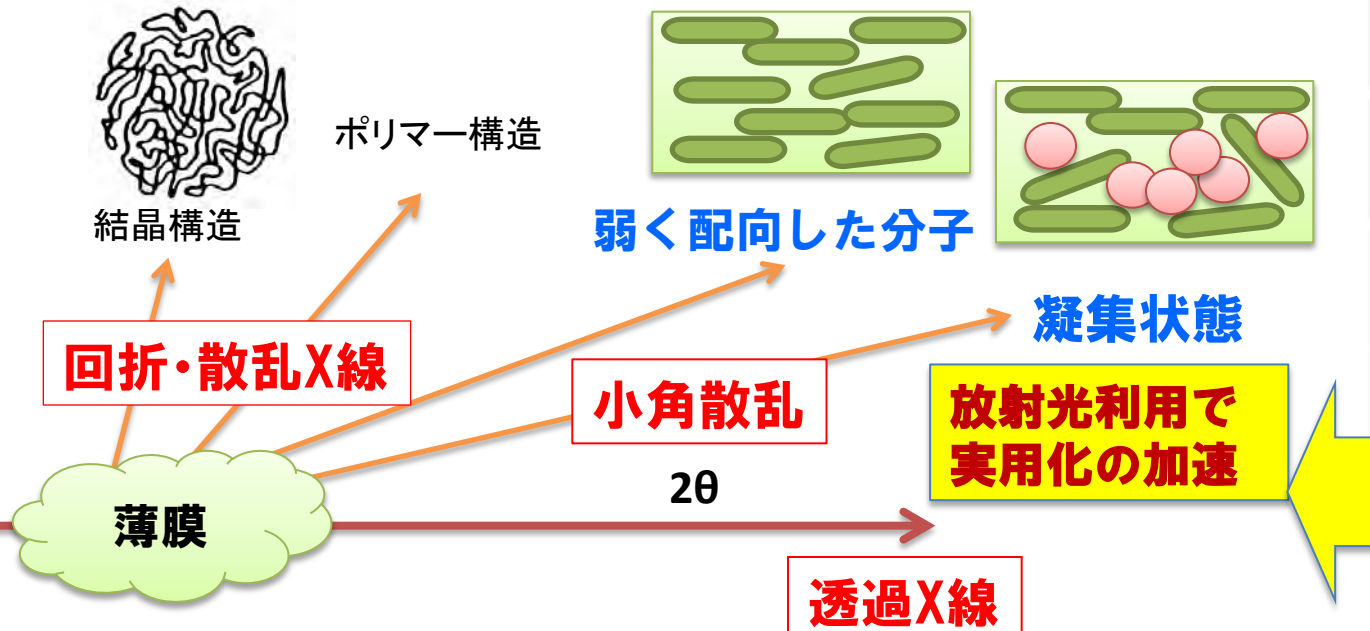 ポリマー構造
結晶構造
弱く配向した分子
凝集状態
回折・散乱X線
小角散乱
放射光利用で
実用化の加速
2θ
薄膜
透過X線